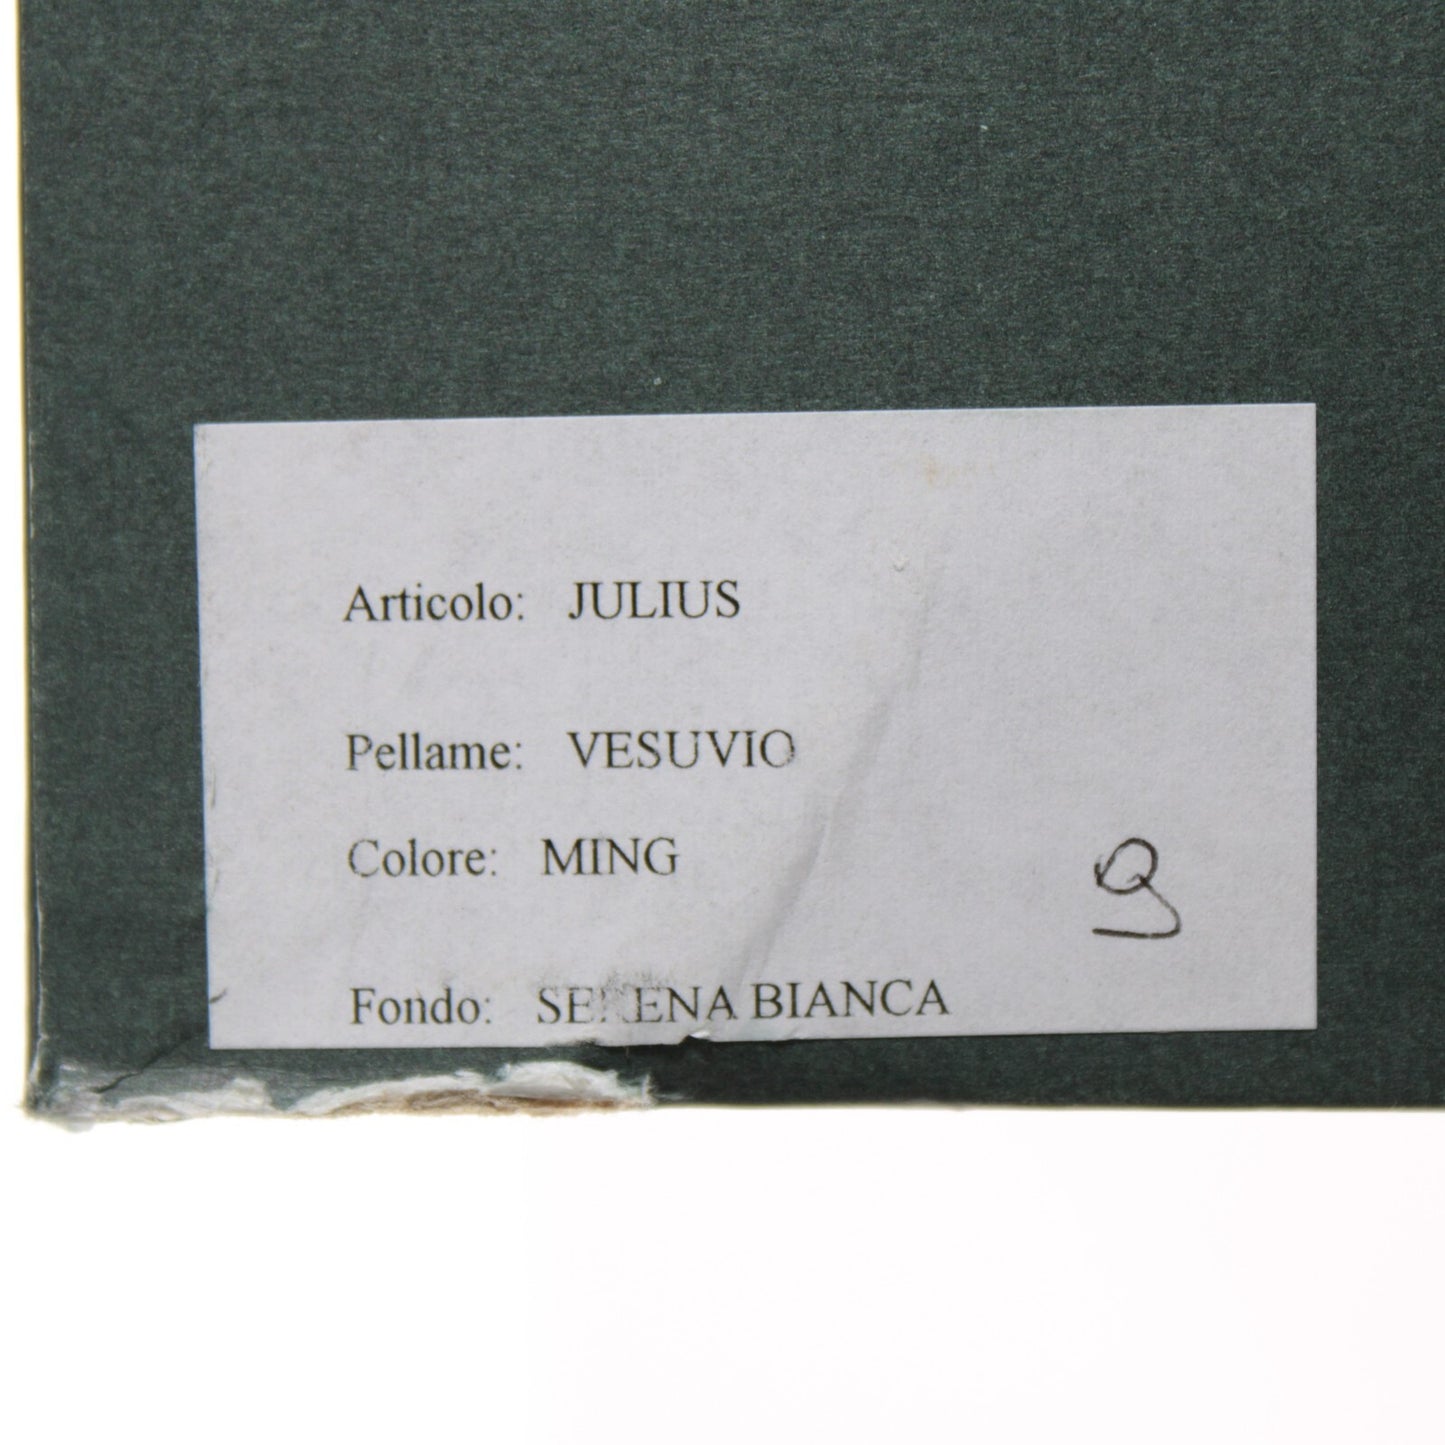 Articolo: JULIUS
Pellame: VESUVIO
Colore: MING
9
Fondo: SERENA BIANCA